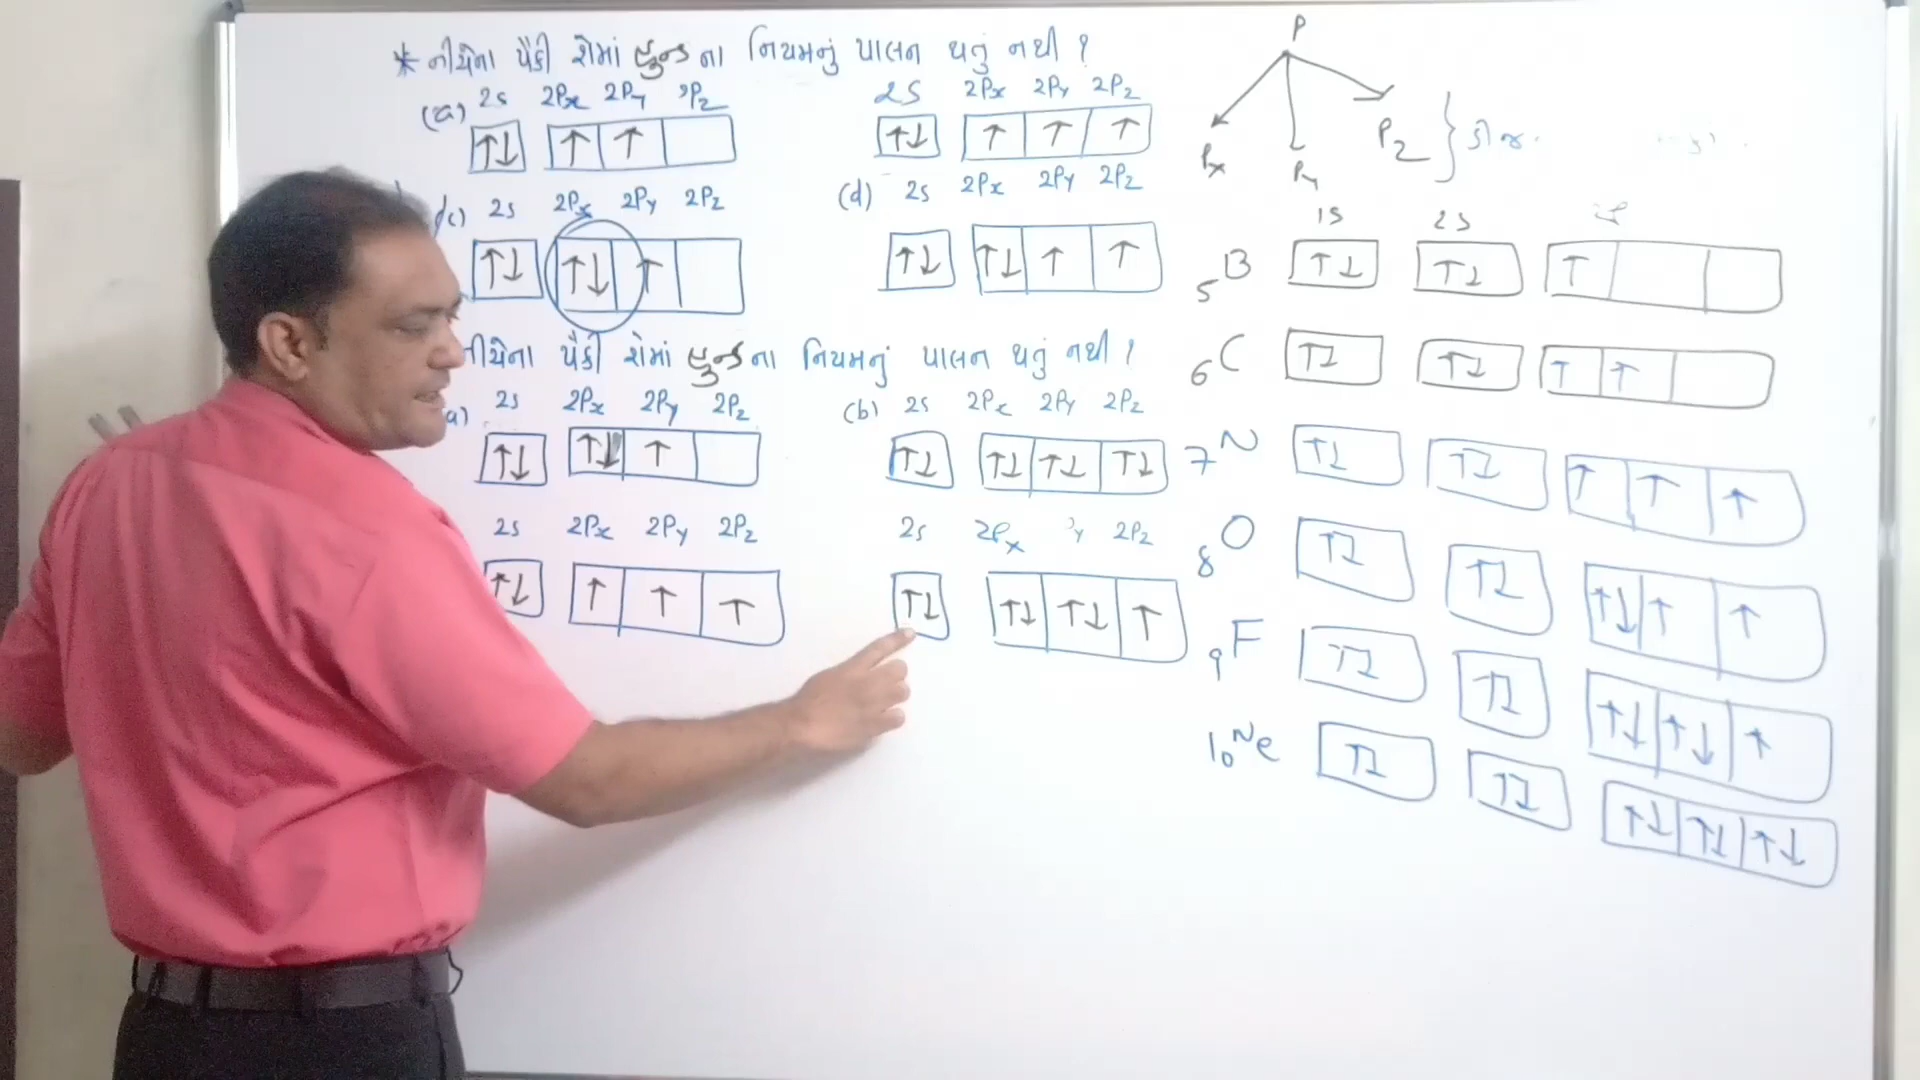 * નીચેના પૈકી શેમાં હુન્ડ ના નિયમનું પાલન થતું નથી ?
(a) 2s 2Px 2Py 2Pz
↑↓ ↑ ↑
2S 2Px 2Py 2Pz
↑↓ ↑ ↑ ↑
(c) 2s 2Px 2Py 2Pz
↑↓ ↑↓ ↑
(d) 2s 2Px 2Py 2Pz
↑↓ ↑↓ ↑ ↑
નીચેના પૈકી શેમાં હુન્ડના નિયમનું પાલન થતું નથી ?
a) 2s 2Px 2Py 2Pz
↑↓ ↑↓ ↑
(b) 2s 2Px 2Py 2Pz
↑↓ ↑↓ ↑↓ ↑↓
2s 2Px 2Py 2Pz
↑↓ ↑ ↑ ↑
2s 2Px y 2Pz
↑↓ ↑↓ ↑↓ ↑
P
Px Py Pz }
1s 2s
5B ↑↓ ↑↓ ↑
6C ↑↓ ↑↓ ↑ ↑
7N ↑↓ ↑↓ ↑ ↑ ↑
8O ↑↓ ↑↓ ↑↓ ↑ ↑
9F ↑↓ ↑↓ ↑↓ ↑↓ ↑
10Ne ↑↓ ↑↓ ↑↓ ↑↓ ↑↓